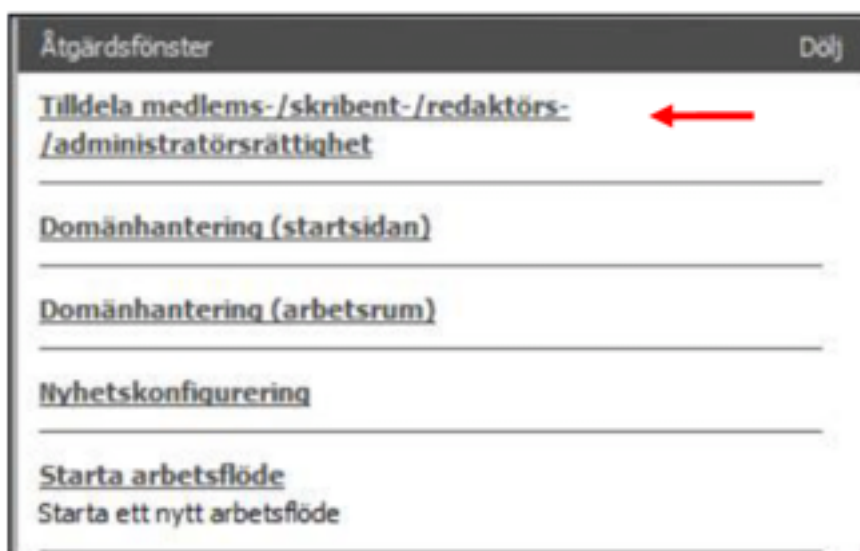 Åtgärdsfönster Dölj
Tilldela medlems-/skribent-/redaktörs-
/administratörsrättighet
Domänhantering (startsidan)
Domänhantering (arbetsrum)
Nyhetskonfigurering
Starta arbetsflöde
Starta ett nytt arbetsflöde